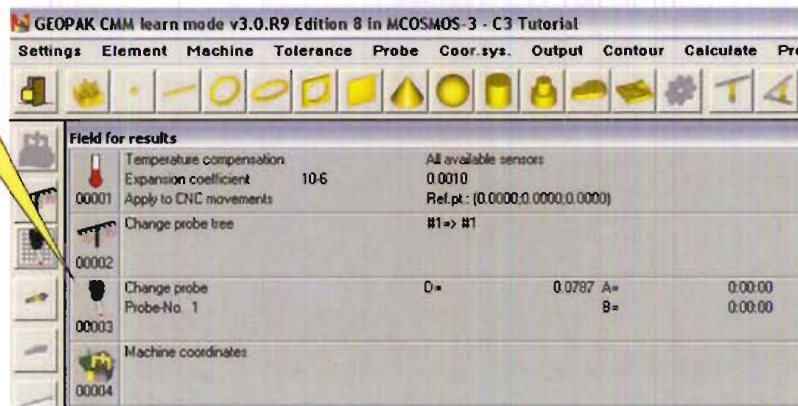 GEOPAK CMM learn mode v3.0.R9 Edition 8 in MCOSMOS-3 - C3 Tutorial
Settings Element Machine Tolerance Probe Coor.sys. Output Contour Calculate Pr
Field for results
Temperature compensation All available sensors
Expansion coefficient 10-6 0.0010
00001 Apply to CNC movements Ref.pt : (0.0000;0.0000;0.0000)
Change probe tree #1=> #1
00002
Change probe D= 0.0787 A= 0:00:00
Probe-No. 1 B= 0:00:00
00003
Machine coordinates
00004